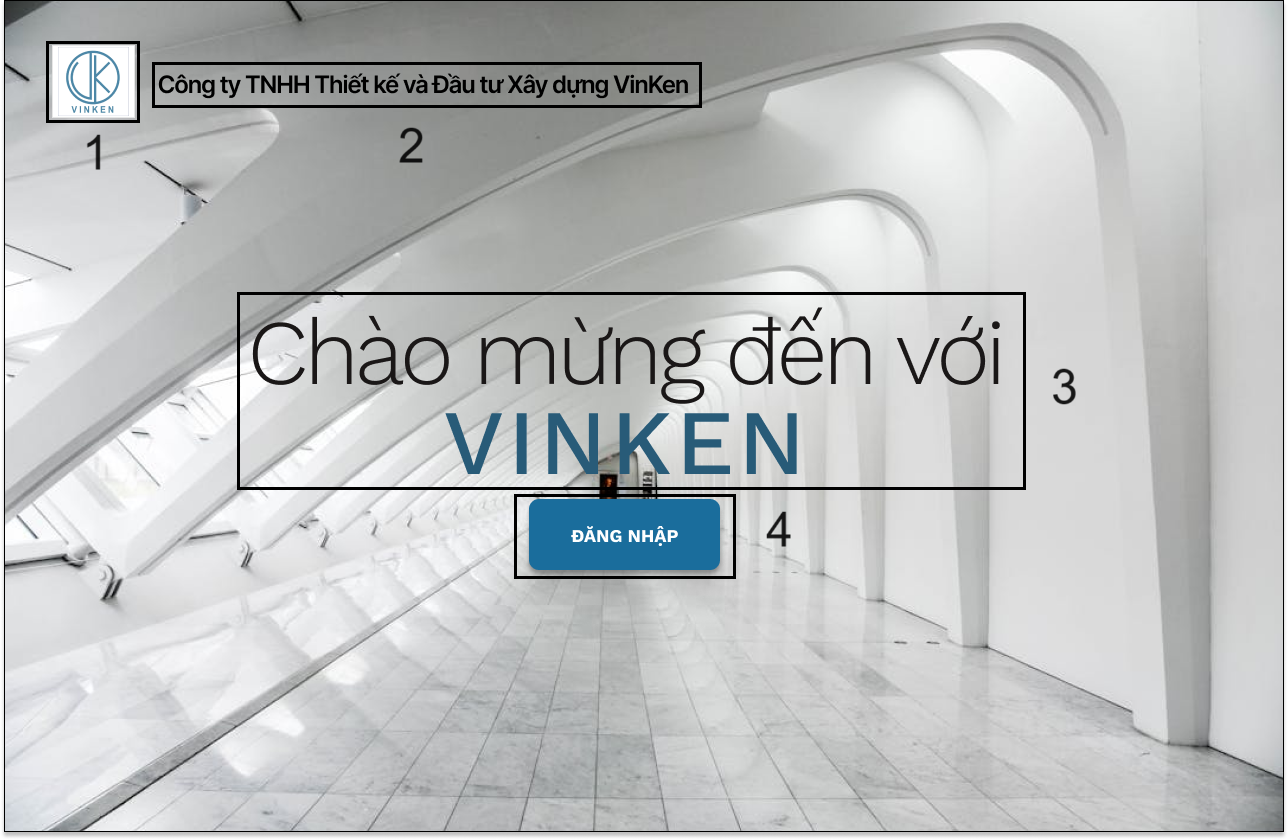 VINKEN
Công ty TNHH Thiết kế và Đầu tư Xây dựng VinKen
1
2
Chào mừng đến với
VINKEN
3
ĐĂNG NHẬP
4